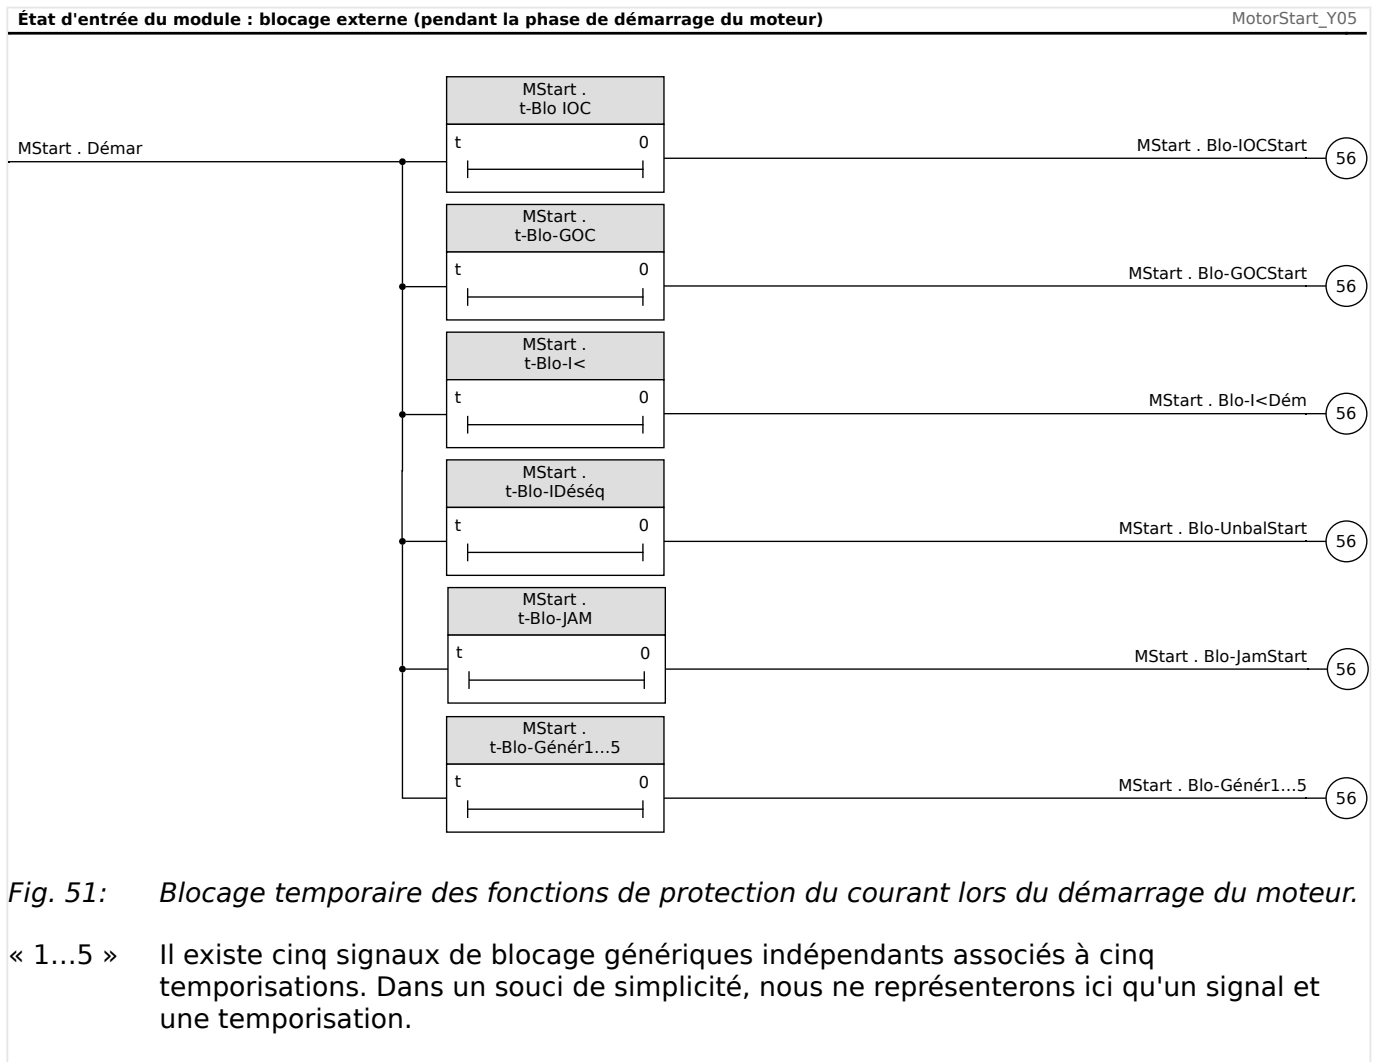 État d'entrée du module : blocage externe (pendant la phase de démarrage du moteur)
MotorStart_Y05
MStart . Démar
MStart .
t-Blo IOC
t 0
MStart . Blo-IOCStart
56
MStart .
t-Blo-GOC
t 0
MStart . Blo-GOCStart
56
MStart .
t-Blo-I<
t 0
MStart . Blo-I<Dém
56
MStart .
t-Blo-IDéséq
t 0
MStart . Blo-UnbalStart
56
MStart .
t-Blo-JAM
t 0
MStart . Blo-JamStart
56
MStart .
t-Blo-Génér1...5
t 0
MStart . Blo-Génér1...5
56
Fig. 51: Blocage temporaire des fonctions de protection du courant lors du démarrage du moteur.
« 1...5 » Il existe cinq signaux de blocage génériques indépendants associés à cinq
temporisations. Dans un souci de simplicité, nous ne représenterons ici qu'un signal et
une temporisation.